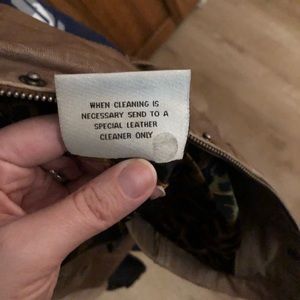 WHEN CLEANING IS
NECESSARY SEND TO A
SPECIAL LEATHER
CLEANER ONLY